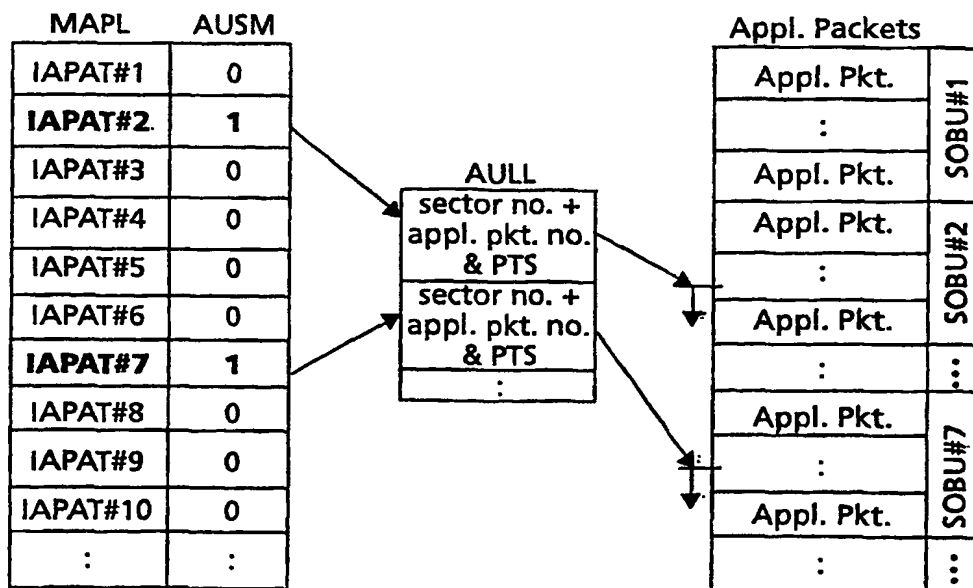 MAPL AUSM
IAPAT#1 0
IAPAT#2. 1
IAPAT#3 0
IAPAT#4 0
IAPAT#5 0
IAPAT#6 0
IAPAT#7 1
IAPAT#8 0
IAPAT#9 0
IAPAT#10 0
: :
AULL
sector no. +
appl. pkt. no.
& PTS
sector no. +
appl. pkt. no.
& PTS
:
Appl. Packets
Appl. Pkt.
:
Appl. Pkt.
SOBU#1
Appl. Pkt.
:
Appl. Pkt.
SOBU#2
:
...
Appl. Pkt.
:
Appl. Pkt.
SOBU#7
:
...